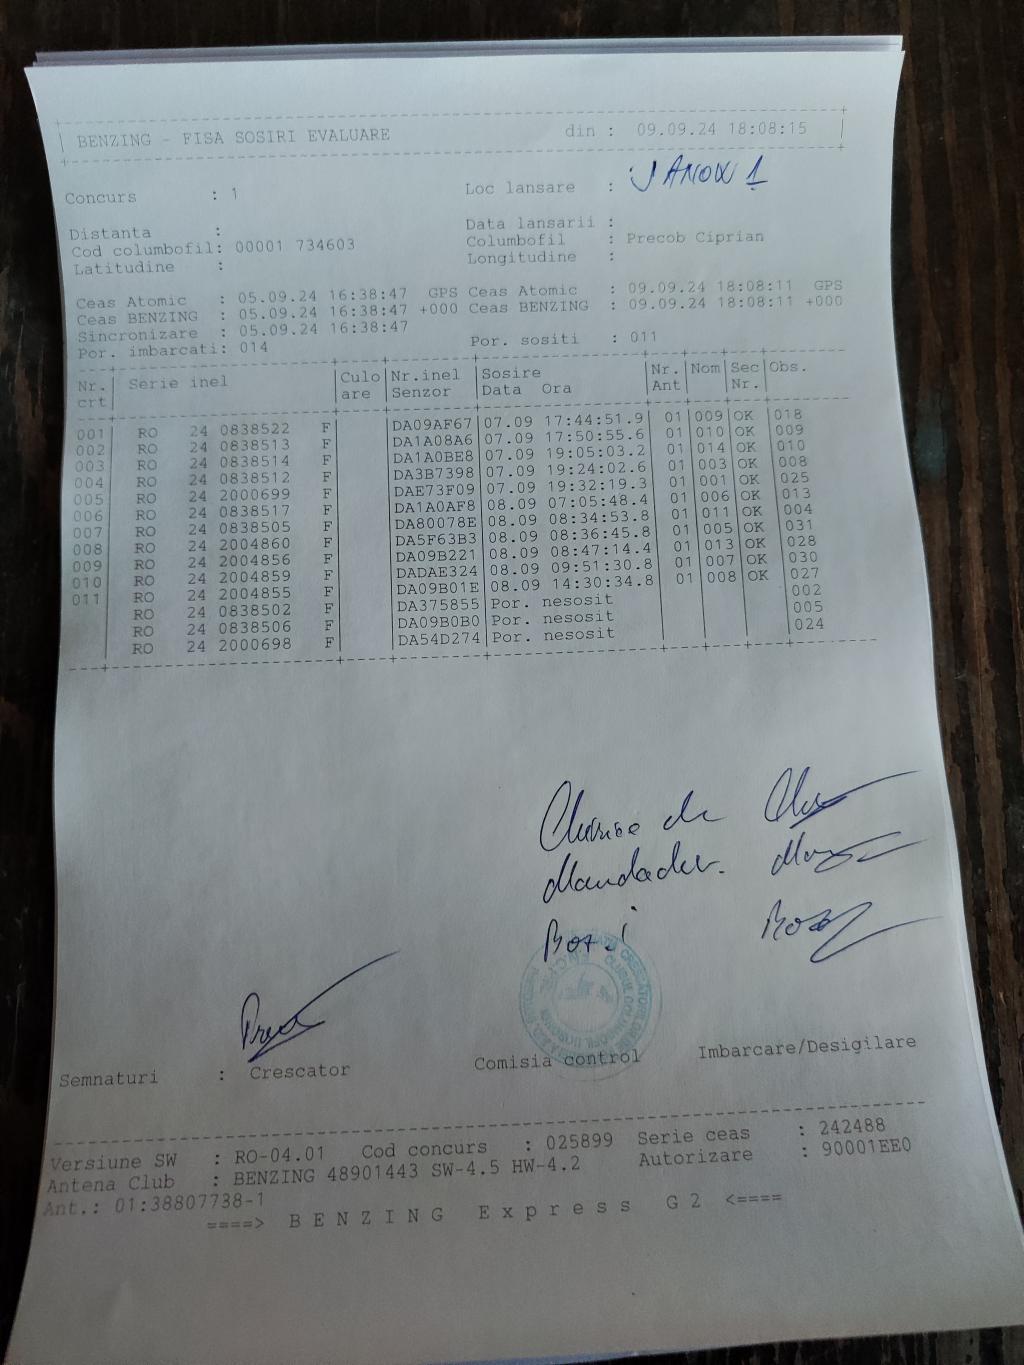 BENZING - FISA SOSIRI EVALUARE din : 09.09.24 18:08:15
Concurs : 1 Loc lansare : JANOW 1
Distanta : Data lansarii :
Cod columbofil: 00001 734603 Columbofil : Precob Ciprian
Latitudine : Longitudine :
Ceas Atomic : 05.09.24 16:38:47 GPS Ceas Atomic : 09.09.24 18:08:11 GPS
Ceas BENZING : 05.09.24 16:38:47 +000 Ceas BENZING : 09.09.24 18:08:11 +000
Sincronizare : 05.09.24 16:38:47
Por. imbarcati: 014 Por. sositi : 011
Nr. Serie inel Culo Nr.inel Sosire Nr. Nom Sec Obs.
crt are Senzor Data Ora Ant Nr.
001 RO 24 0838522 F DA09AF67 07.09 17:44:51.9 01 009 OK 018
002 RO 24 0838513 F DA1A08A6 07.09 17:50:55.6 01 010 OK 009
003 RO 24 0838514 F DA1A0BE8 07.09 19:05:03.2 01 014 OK 010
004 RO 24 0838512 F DA3B7398 07.09 19:24:02.6 01 003 OK 008
005 RO 24 2000699 F DAE73F09 07.09 19:32:19.3 01 001 OK 025
006 RO 24 0838517 F DA1A0AF8 08.09 07:05:48.4 01 006 OK 013
007 RO 24 0838505 F DA80078E 08.09 08:34:53.8 01 011 OK 004
008 RO 24 2004860 F DA5F63B3 08.09 08:36:45.8 01 005 OK 031
009 RO 24 2004856 F DA09B221 08.09 08:47:14.4 01 013 OK 028
010 RO 24 2004859 F DADAE324 08.09 09:51:30.8 01 007 OK 030
011 RO 24 2004855 F DA09B01E 08.09 14:30:34.8 01 008 OK 027
RO 24 0838502 F DA375855 Por. nesosit 002
RO 24 0838506 F DA09B0B0 Por. nesosit 005
RO 24 2000698 F DA54D274 Por. nesosit 024
Semnaturi : Crescator Comisia control Imbarcare/Desigilare
Versiune SW : RO-04.01 Cod concurs : 025899 Serie ceas : 242488
Antena Club : BENZING 48901443 SW-4.5 HW-4.2 Autorizare : 90001EE0
Ant.: 01:38807738-1
====> BENZING Express G2 <====